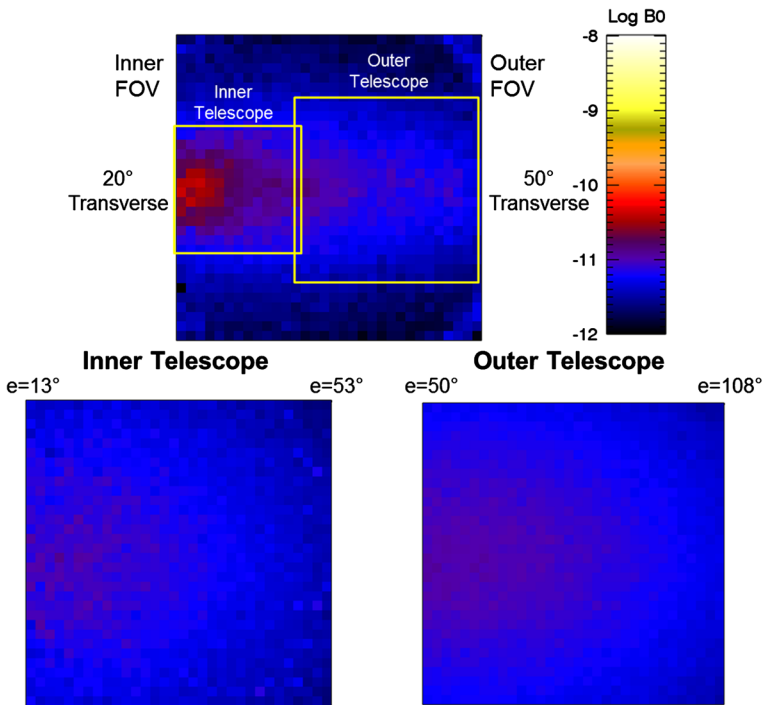 Log B0
Inner
FOV
Outer
Telescope
Outer
FOV
Inner
Telescope
20°
Transverse
50°
Transverse
-8
-9
-10
-11
-12
Inner Telescope
Outer Telescope
e=13°
e=53°
e=50°
e=108°